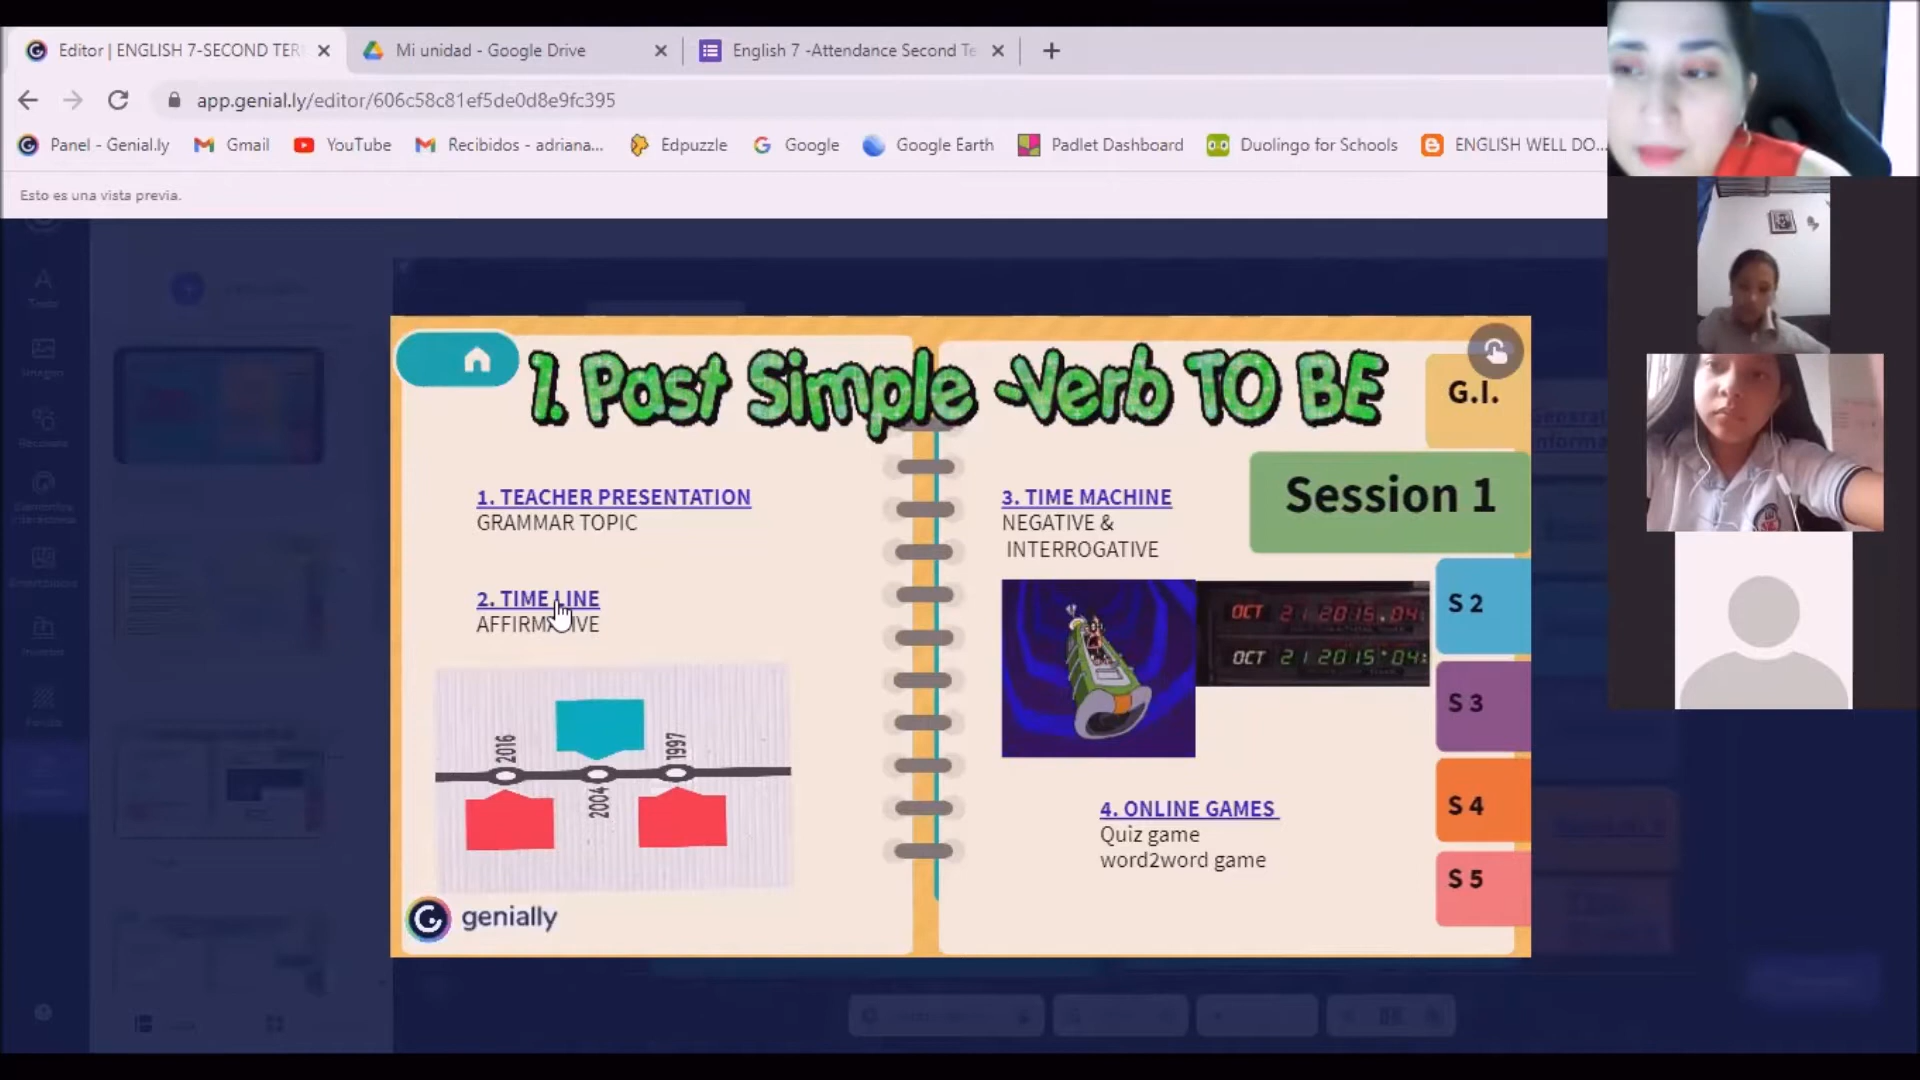 Editor | ENGLISH 7-SECOND TER
Mi unidad - Google Drive
English 7 -Attendance Second Te
app.genial.ly/editor/606c58c81ef5de0d8e9fc395
Panel - Genial.ly
Gmail
YouTube
Recibidos - adriana...
Edpuzzle
Google
Google Earth
Padlet Dashboard
Duolingo for Schools
ENGLISH WELL DO...
Esto es una vista previa.
1. Past Simple -Verb TO BE
G.I.
1. TEACHER PRESENTATION
GRAMMAR TOPIC
2. TIME LINE
AFFIRMATIVE
2016
2004
1997
genially
3. TIME MACHINE
NEGATIVE &
INTERROGATIVE
OCT 21 2015 04:
OCT 21 2015 04:
4. ONLINE GAMES
Quiz game
word2word game
Session 1
S 2
S 3
S 4
S 5